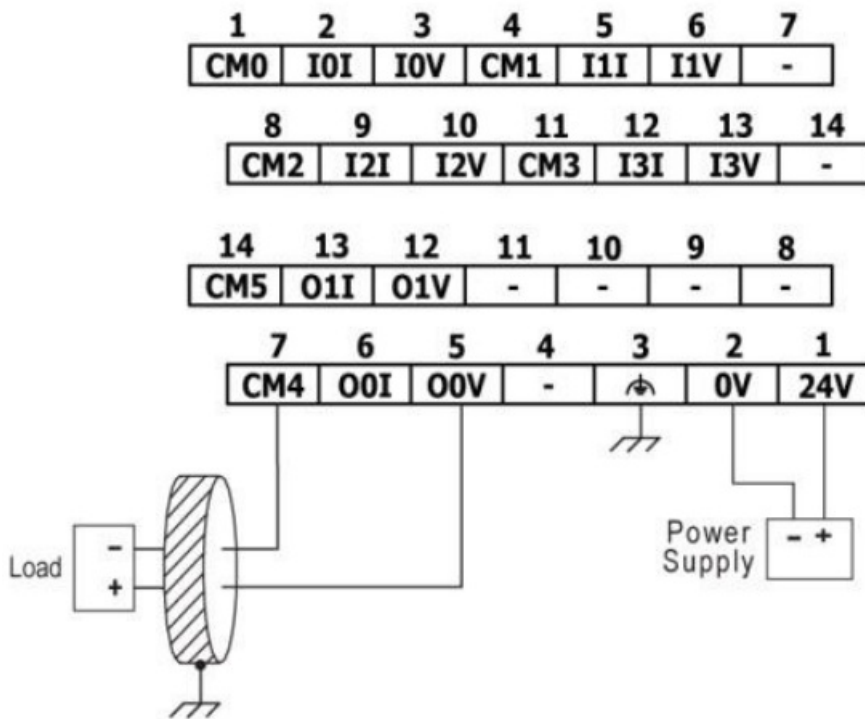 1 2 3 4 5 6 7
CM0 I0I I0V CM1 I1I I1V -
8 9 10 11 12 13 14
CM2 I2I I2V CM3 I3I I3V -
14 13 12 11 10 9 8
CM5 O1I O1V - - - -
7 6 5 4 3 2 1
CM4 O0I O0V - 0V 24V
Load - +
Power Supply - +